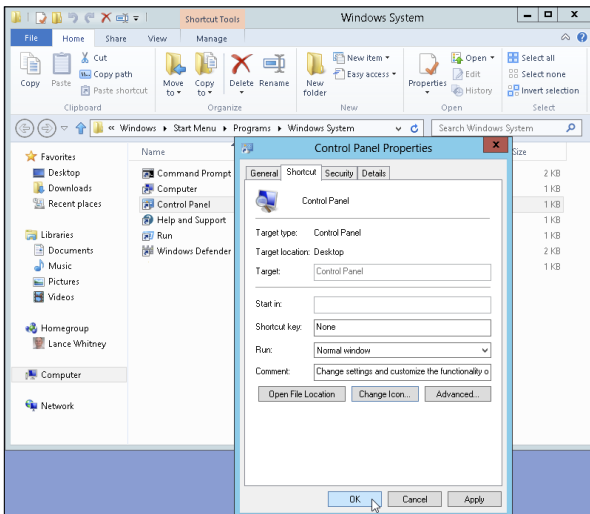 Shortcut Tools
Windows System
File Home Share View Manage
Copy
Paste
Cut
Copy path
Paste shortcut
Clipboard
Move to
Copy to
Delete
Rename
Organize
New folder
New item
Easy access
New
Properties
Open
Edit
History
Open
Select all
Select none
Invert selection
Select
« Windows Start Menu Programs Windows System
Search Windows System
Favorites
Desktop
Downloads
Recent places
Libraries
Documents
Music
Pictures
Videos
Homegroup
Lance Whitney
Computer
Network
Name Size
Command Prompt 2 KB
Computer 1 KB
Control Panel 1 KB
Help and Support 1 KB
Run 1 KB
Windows Defender 2 KB
1 KB
Control Panel Properties
General Shortcut Security Details
Control Panel
Target type: Control Panel
Target location: Desktop
Target: Control Panel
Start in:
Shortcut key: None
Run: Normal window
Comment: Change settings and customize the functionality o
Open File Location Change Icon... Advanced...
OK Cancel Apply